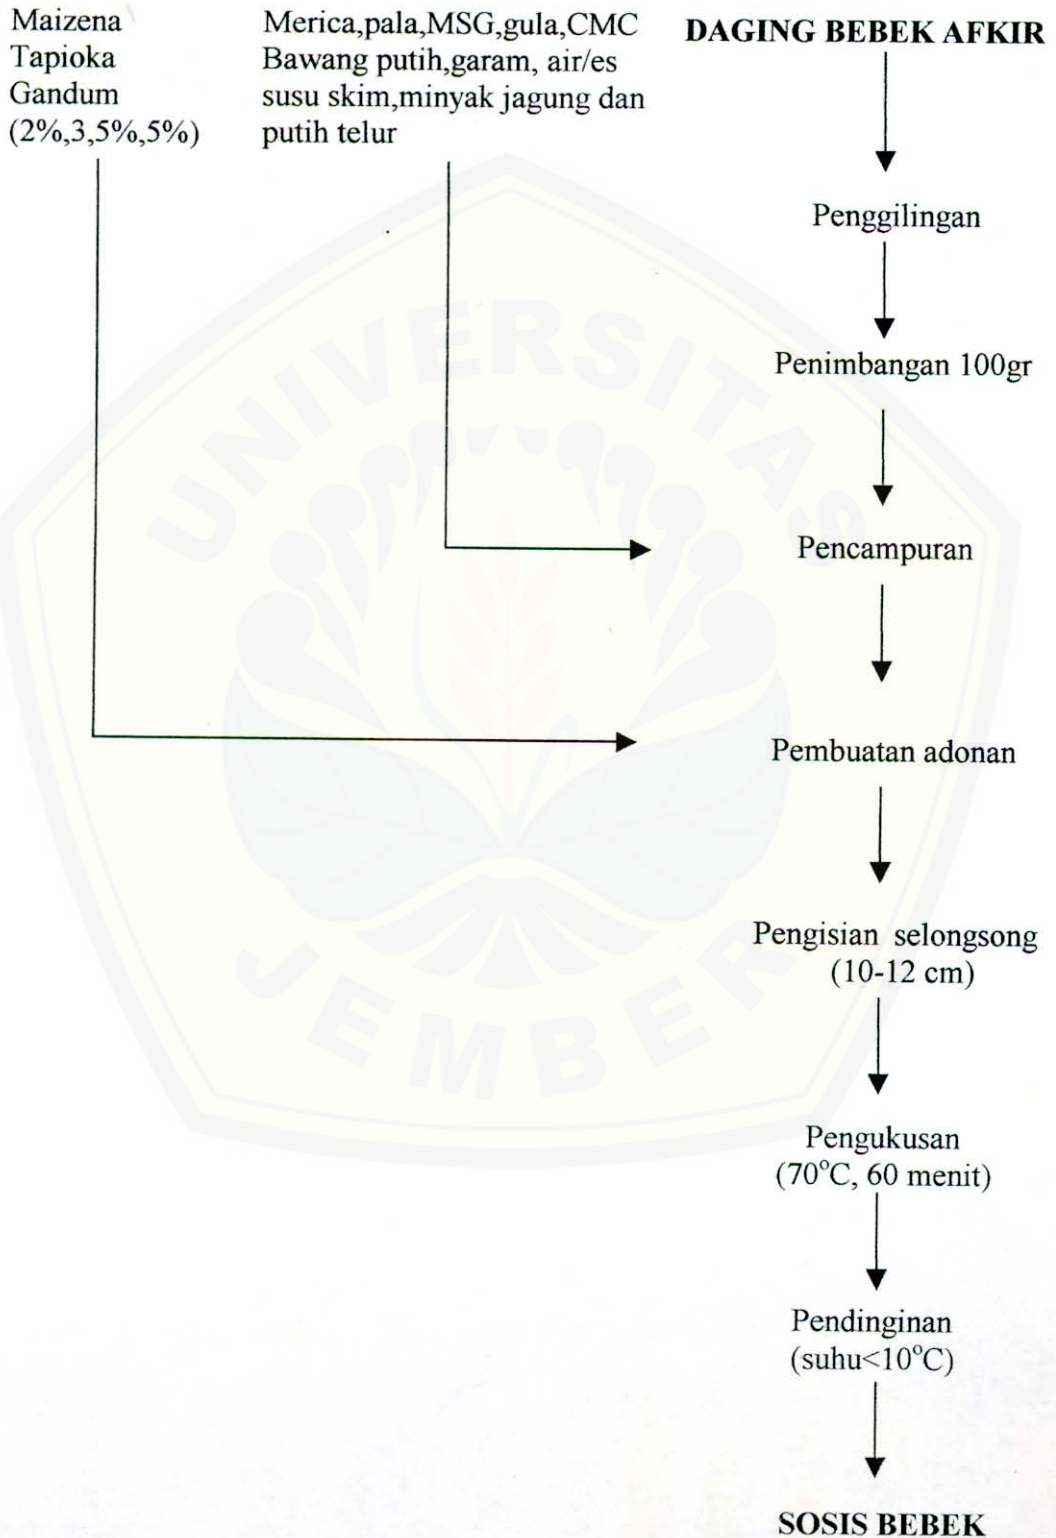 Maizena
Tapioka
Gandum
(2%,3,5%,5%)
Merica,pala,MSG,gula,CMC
Bawang putih,garam, air/es
susu skim,minyak jagung dan
putih telur
DAGING BEBEK AFKIR
Penggilingan
Penimbangan 100gr
Pencampuran
Pembuatan adonan
Pengisian selongsong
(10-12 cm)
Pengukusan
(70°C, 60 menit)
Pendinginan
(suhu<10°C)
SOSIS BEBEK
UNIVERSITAS
JEMBER